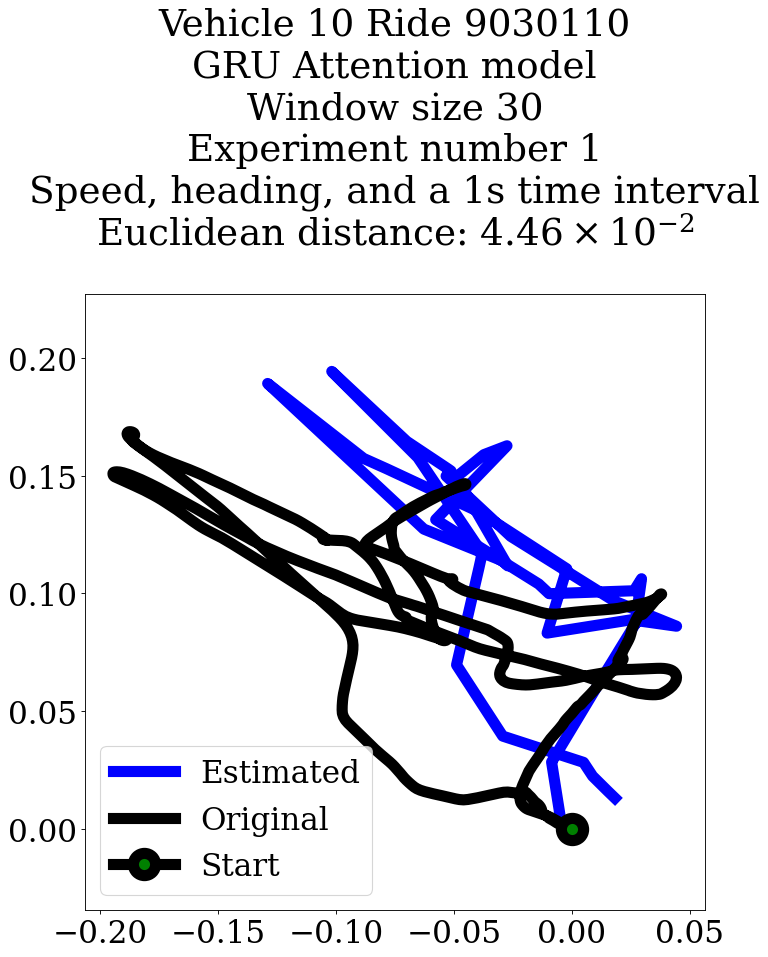 Vehicle 10 Ride 9030110
GRU Attention model
Window size 30
Experiment number 1
Speed, heading, and a 1s time interval
Euclidean distance: 4.46 × 10⁻²
0.20
0.15
0.10
0.05
0.00
Estimated
Original
Start
−0.20 −0.15 −0.10 −0.05 0.00 0.05